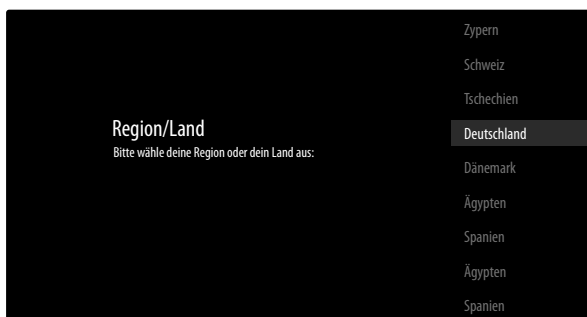 Zypern
Schweiz
Tschechien
Region/Land
Deutschland
Bitte wähle deine Region oder dein Land aus:
Dänemark
Ägypten
Spanien
Ägypten
Spanien